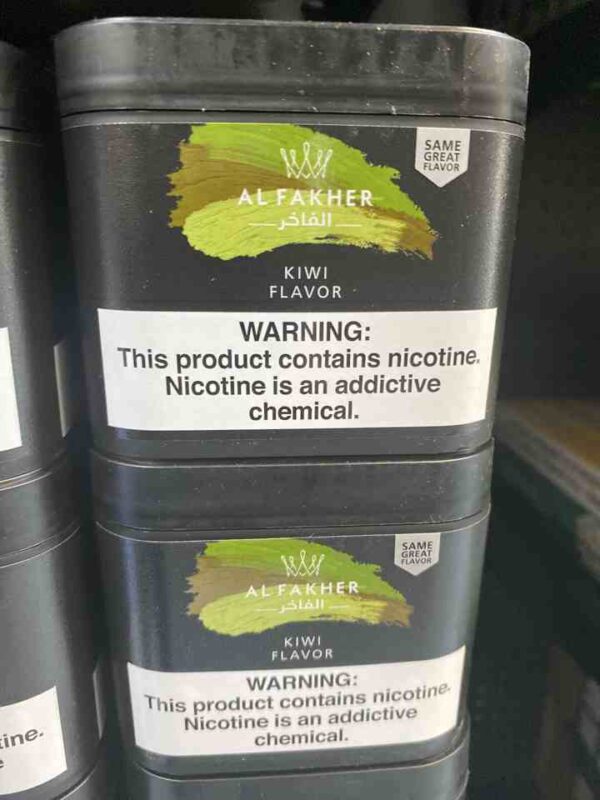 SAME
GREAT
FLAVOR
AL FAKHER
الفاخر
KIWI
FLAVOR
WARNING:
This product contains nicotine.
Nicotine is an addictive
chemical.
SAME
GREAT
FLAVOR
AL FAKHER
الفاخر
KIWI
FLAVOR
WARNING:
This product contains nicotine.
Nicotine is an addictive
chemical.